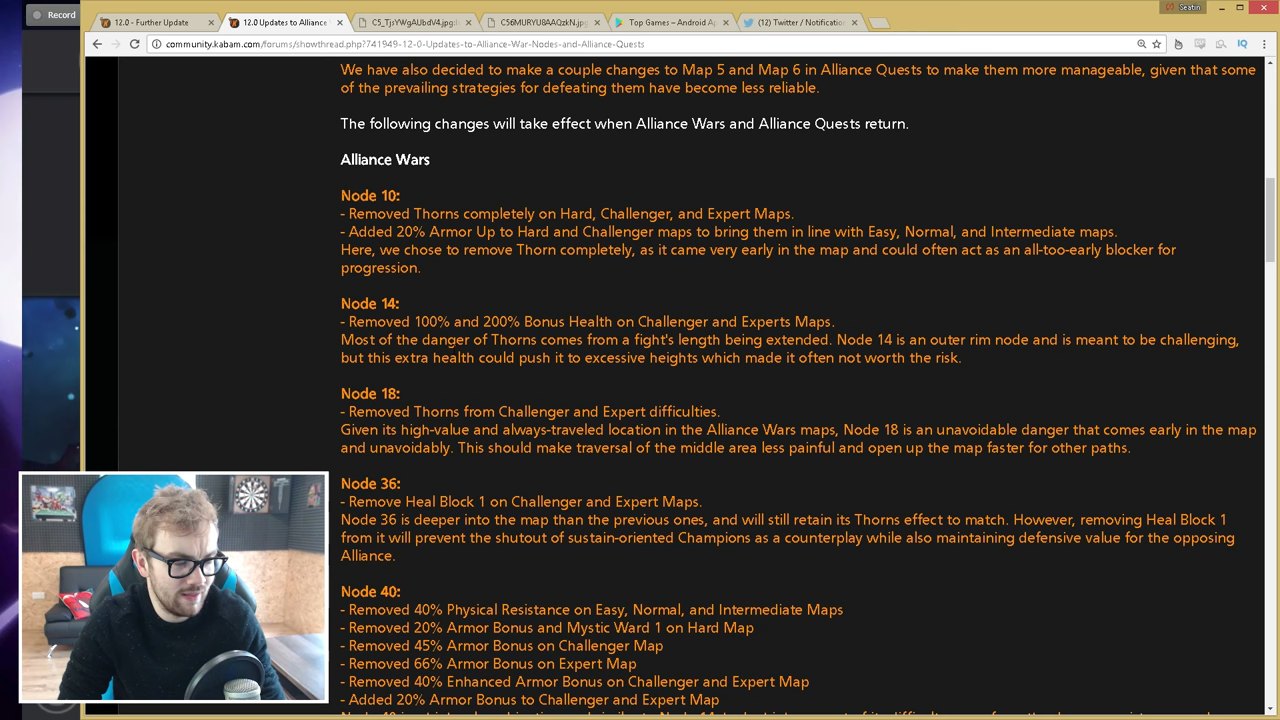 Record
12.0 - Further Update
12.0 Updates to Alliance
C5_TjsYWgAUbdV4.jpg:
C56MURYU8AAQzkN.jpg
Top Games – Android Ap
(12) Twitter / Notification
Seatin
community.kabam.com/forums/showthread.php?741949-12-0-Updates-to-Alliance-War-Nodes-and-Alliance-Quests
IQ
We have also decided to make a couple changes to Map 5 and Map 6 in Alliance Quests to make them more manageable, given that some
of the prevailing strategies for defeating them have become less reliable.
The following changes will take effect when Alliance Wars and Alliance Quests return.
Alliance Wars
Node 10:
- Removed Thorns completely on Hard, Challenger, and Expert Maps.
- Added 20% Armor Up to Hard and Challenger maps to bring them in line with Easy, Normal, and Intermediate maps.
Here, we chose to remove Thorn completely, as it came very early in the map and could often act as an all-too-early blocker for
progression.
Node 14:
- Removed 100% and 200% Bonus Health on Challenger and Experts Maps.
Most of the danger of Thorns comes from a fight's length being extended. Node 14 is an outer rim node and is meant to be challenging,
but this extra health could push it to excessive heights which made it often not worth the risk.
Node 18:
- Removed Thorns from Challenger and Expert difficulties.
Given its high-value and always-traveled location in the Alliance Wars maps, Node 18 is an unavoidable danger that comes early in the map
and unavoidably. This should make traversal of the middle area less painful and open up the map faster for other paths.
Node 36:
- Remove Heal Block 1 on Challenger and Expert Maps.
Node 36 is deeper into the map than the previous ones, and will still retain its Thorns effect to match. However, removing Heal Block 1
from it will prevent the shutout of sustain-oriented Champions as a counterplay while also maintaining defensive value for the opposing
Alliance.
Node 40:
- Removed 40% Physical Resistance on Easy, Normal, and Intermediate Maps
- Removed 20% Armor Bonus and Mystic Ward 1 on Hard Map
- Removed 45% Armor Bonus on Challenger Map
- Removed 66% Armor Bonus on Expert Map
- Removed 40% Enhanced Armor Bonus on Challenger and Expert Map
- Added 20% Armor Bonus to Challenger and Expert Map